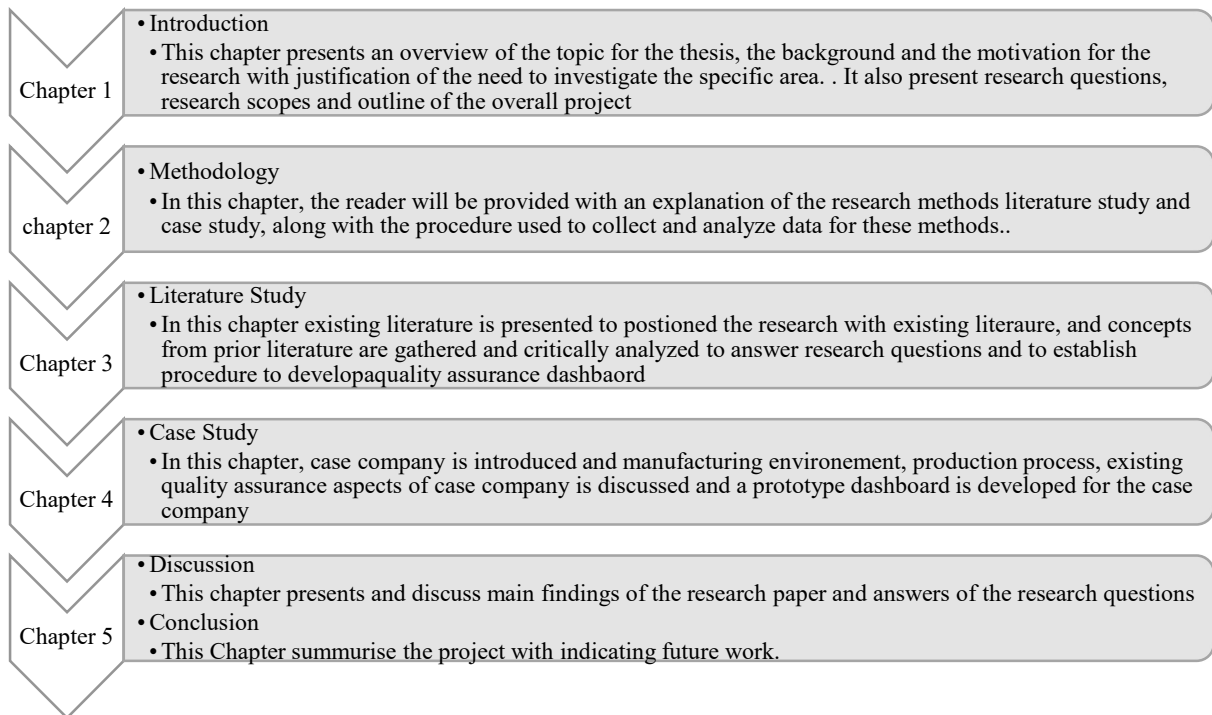 Chapter 1
• Introduction
• This chapter presents an overview of the topic for the thesis, the background and the motivation for the
research with justification of the need to investigate the specific area. . It also present research questions,
research scopes and outline of the overall project
chapter 2
• Methodology
• In this chapter, the reader will be provided with an explanation of the research methods literature study and
case study, along with the procedure used to collect and analyze data for these methods..
Chapter 3
• Literature Study
• In this chapter existing literature is presented to postioned the research with existing literaure, and concepts
from prior literature are gathered and critically analyzed to answer research questions and to establish
procedure to developaquality assurance dashbaord
Chapter 4
• Case Study
• In this chapter, case company is introduced and manufacturing environement, production process, existing
quality assurance aspects of case company is discussed and a prototype dashboard is developed for the case
company
Chapter 5
• Discussion
• This chapter presents and discuss main findings of the research paper and answers of the research questions
• Conclusion
• This Chapter summurise the project with indicating future work.